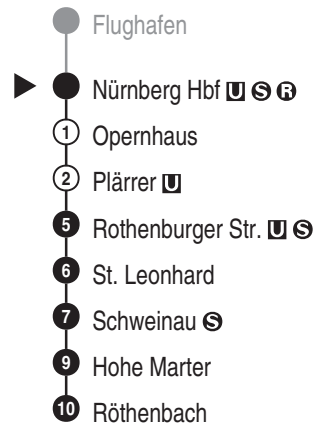 Flughafen
Nürnberg Hbf U S R
1 Opernhaus
2 Plärrer U
5 Rothenburger Str. U S
6 St. Leonhard
7 Schweinau S
9 Hohe Marter
10 Röthenbach